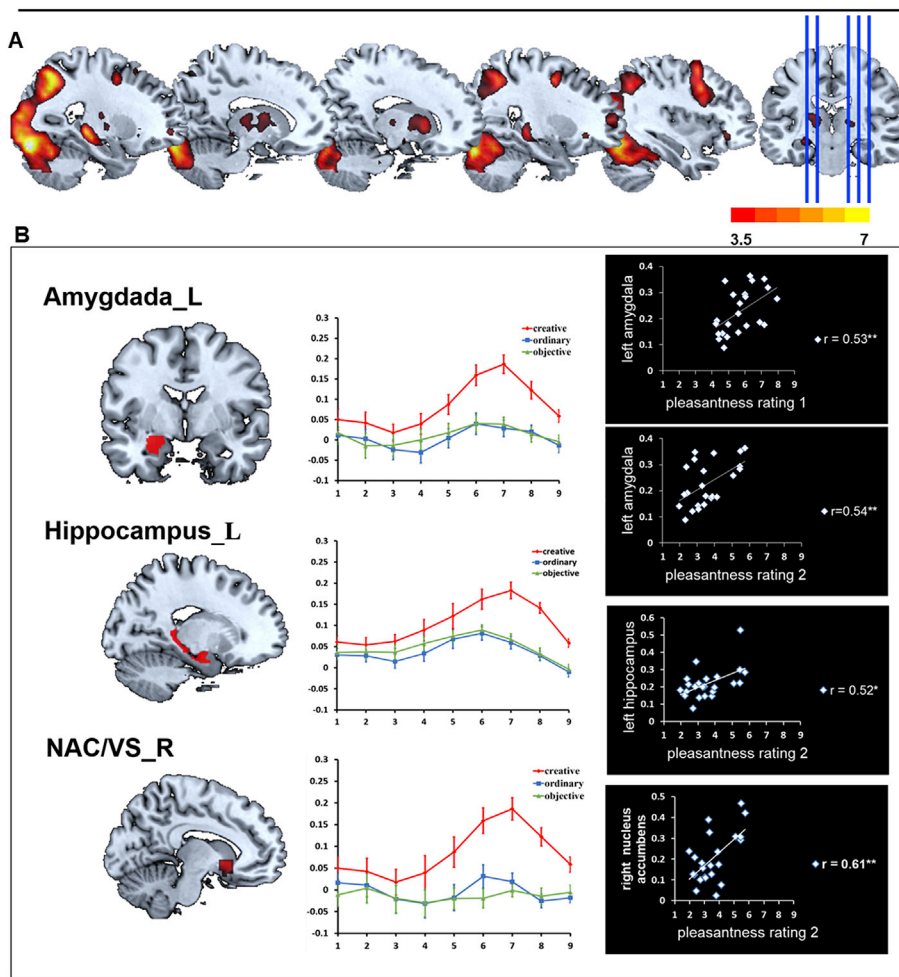 A
3.5 7
B
Amygdada_L
creative
ordinary
objective
0.2
0.15
0.1
0.05
0
-0.05
-0.1
1 2 3 4 5 6 7 8 9
left amygdala
0.4
0.3
0.2
0.1
0
1 2 3 4 5 6 7 8 9
pleasantness rating 1
r = 0.53**
left amygdala
0.4
0.3
0.2
0.1
0
1 2 3 4 5 6 7 8 9
pleasantness rating 2
r=0.54**
Hippocampus_L
creative
ordinary
objective
0.3
0.25
0.2
0.15
0.1
0.05
0
0.05
0.1
1 2 3 4 5 6 7 8 9
left hippocampus
0.6
0.5
0.4
0.3
0.2
0.1
0
1 2 3 4 5 6 7 8 9
pleasantness rating 2
r = 0.52*
NAC/VS_R
creative
ordinary
objective
0.3
0.25
0.2
0.15
0.1
0.05
0
-0.05
-0.1
1 2 3 4 5 6 7 8 9
right nucleus
accumbens
0.5
0.4
0.3
0.2
0.1
0
1 2 3 4 5 6 7 8 9
pleasantness rating 2
r = 0.61**